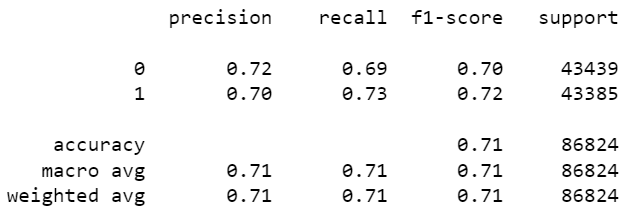 precision recall f1-score support
0 0.72 0.69 0.70 43439
1 0.70 0.73 0.72 43385
accuracy 0.71 86824
macro avg 0.71 0.71 0.71 86824
weighted avg 0.71 0.71 0.71 86824